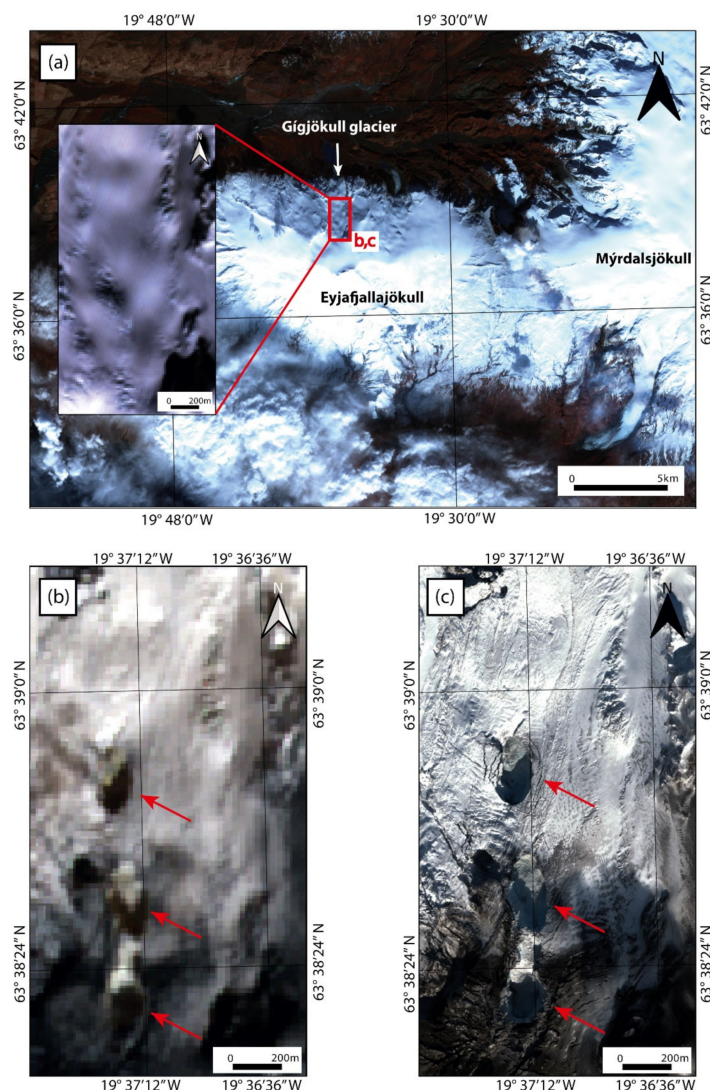 19° 48′0″W 19° 30′0″W
(a)
N
63° 42′0″N
63° 42′0″N
Gígjökull glacier
N
b,c
Mýrdalsjökull
Eyjafjallajökull
63° 36′0″N
63° 36′0″N
0 200m
0 5km
19° 48′0″W 19° 30′0″W
19° 37′12″W 19° 36′36″W
(b)
N
63° 39′0″N
63° 39′0″N
63° 38′24″N
63° 38′24″N
0 200m
19° 37′12″W 19° 36′36″W
19° 37′12″W 19° 36′36″W
(c)
N
63° 39′0″N
63° 39′0″N
63° 38′24″N
63° 38′24″N
0 200m
19° 37′12″W 19° 36′36″W